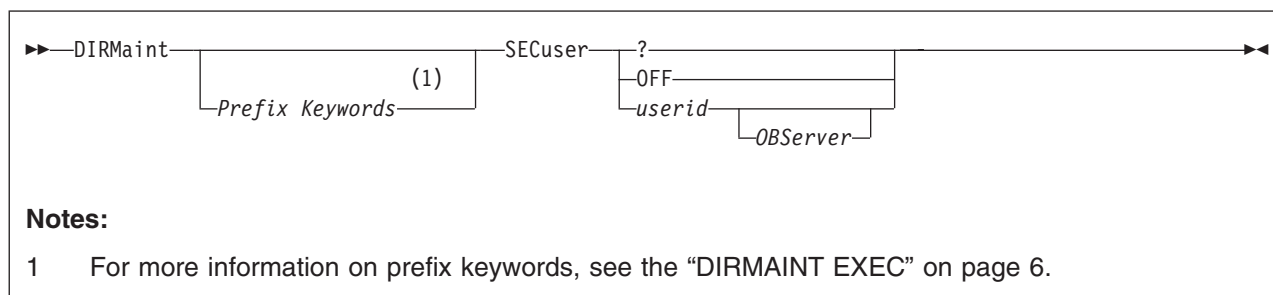 DIRMaint SECuser ?
(1) OFF
Prefix Keywords userid
OBServer
Notes:
1 For more information on prefix keywords, see the “DIRMAINT EXEC” on page 6.